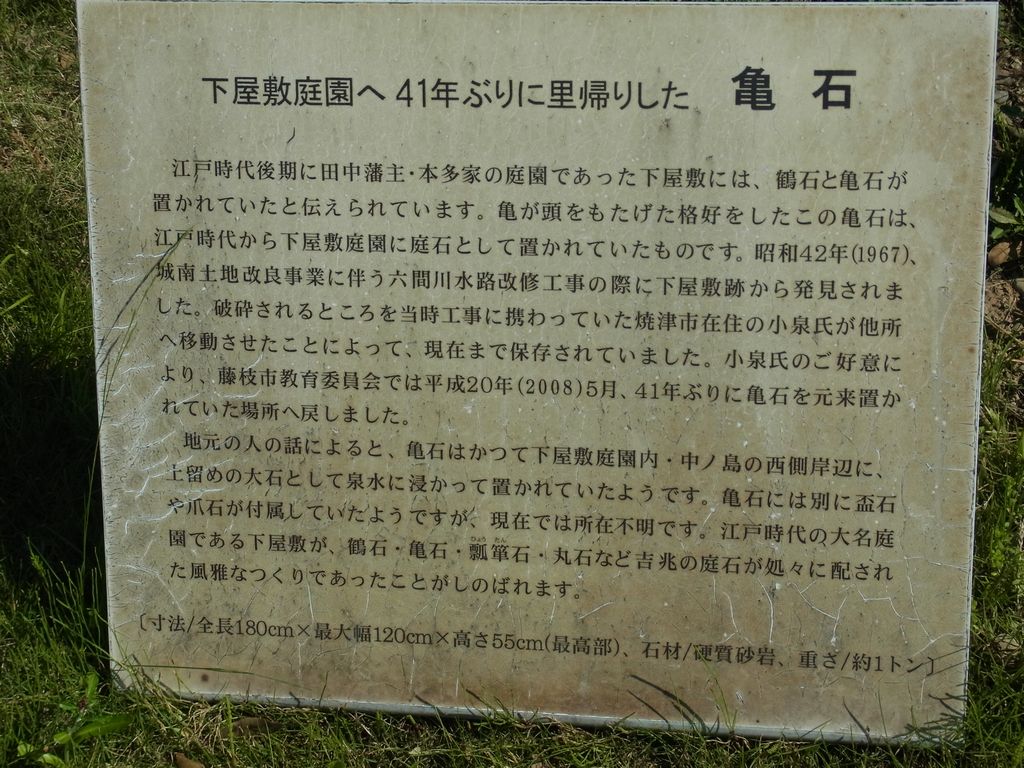 下屋敷庭園へ 41年ぶりに里帰りした 亀石
江戸時代後期に田中藩主・本多家の庭園であった下屋敷には、鶴石と亀石が
置かれていたと伝えられています。亀が頭をもたげた格好をしたこの亀石は、
江戸時代から下屋敷庭園に庭石として置かれていたものです。昭和42年(1967)、
城南土地改良事業に伴う六間川水路改修工事の際に下屋敷跡から発見されま
した。破砕されるところを当時工事に携わっていた焼津市在住の小泉氏が他所
へ移動させたことによって、現在まで保存されていました。小泉氏のご好意に
より、藤枝市教育委員会では平成20年(2008)5月、41年ぶりに亀石を元来置か
れていた場所へ戻しました。
地元の人の話によると、亀石はかつて下屋敷庭園内・中ノ島の西側岸辺に、
土留めの大石として泉水に浸かって置かれていたようです。亀石には別に盃石
や爪石が付属していたようですが、現在では所在不明です。江戸時代の大名庭
園である下屋敷が、鶴石・亀石・瓢箪石・丸石など吉兆の庭石が処々に配され
た風雅なつくりであったことがしのばれます。
〔寸法/全長180cm×最大幅120cm×高さ55cm(最高部)、石材/硬質砂岩、重さ/約1トン〕